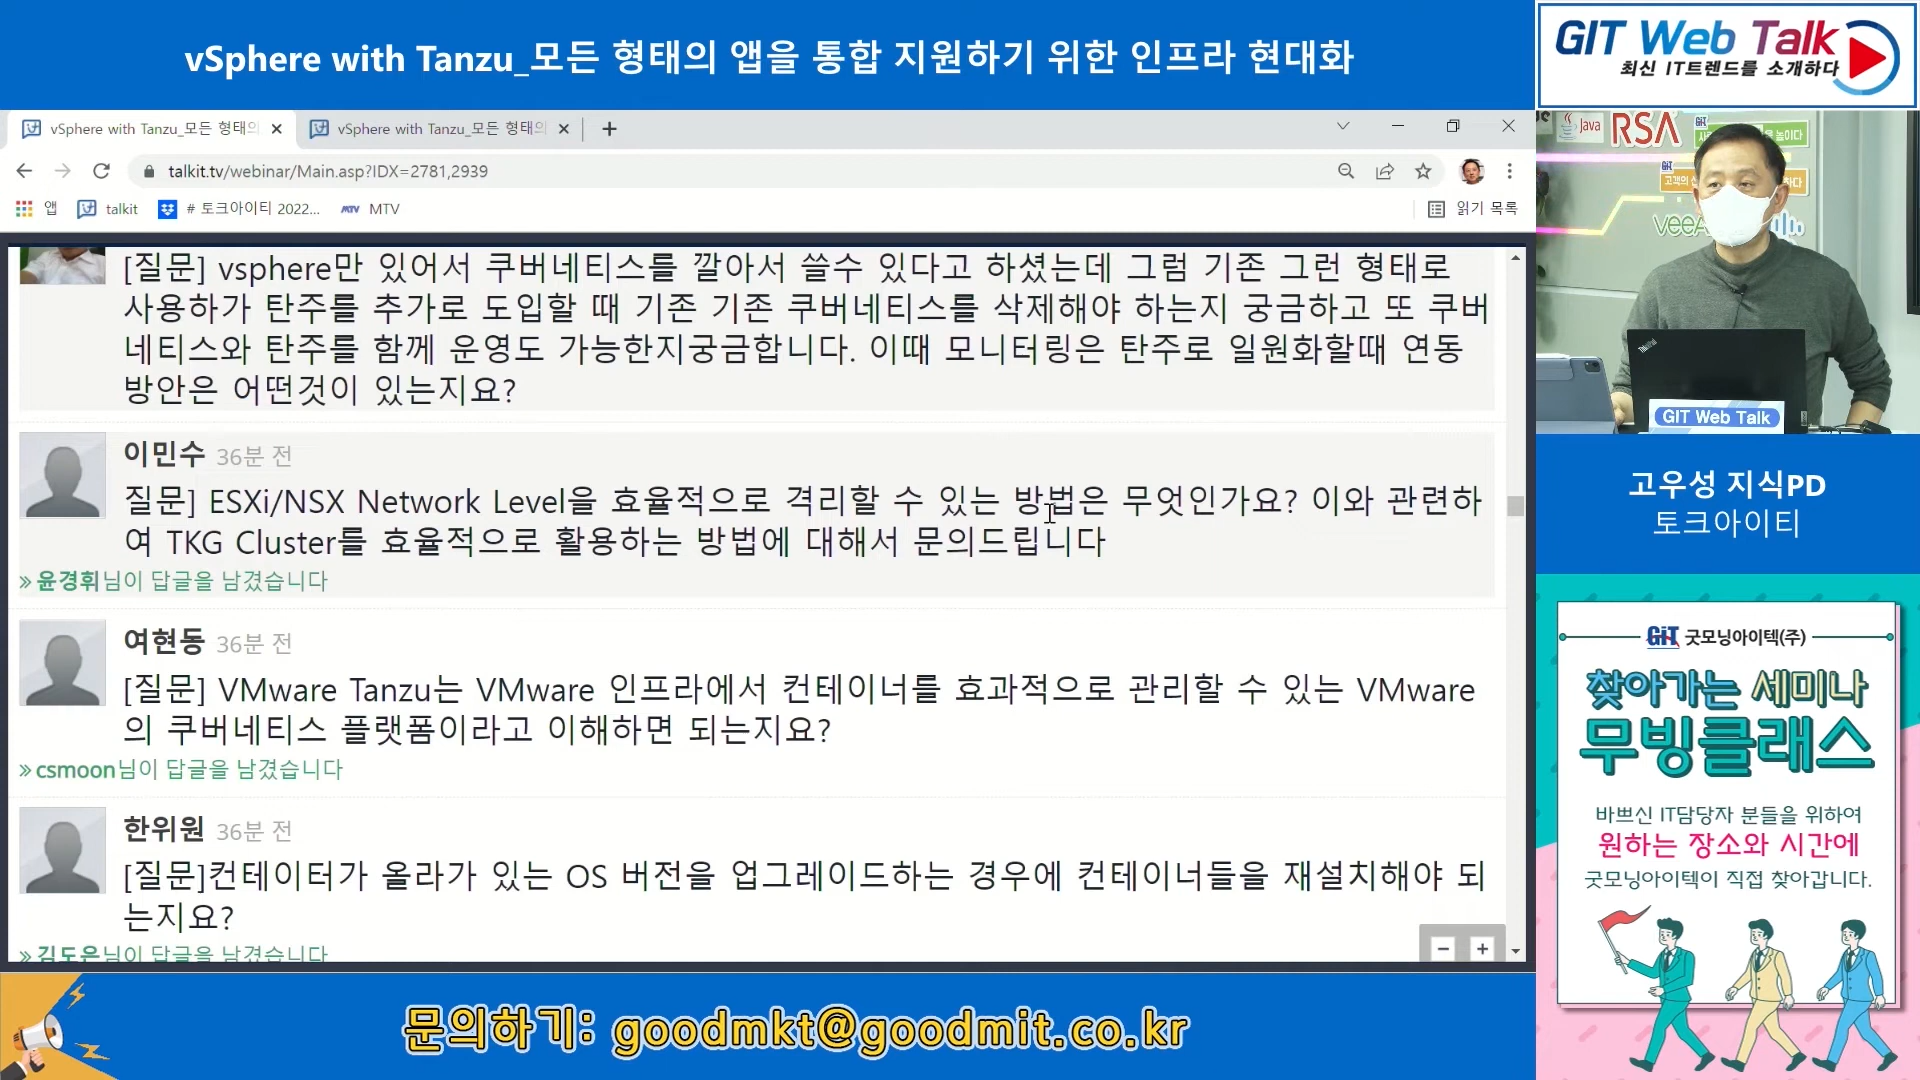 vSphere with Tanzu_모든 형태의 앱을 통합 지원하기 위한 인프라 현대화
GIT Web Talk
최신 IT트렌드를 소개하다
vSphere with Tanzu_모든 형태의
vSphere with Tanzu_모든 형태의
talkit.tv/webinar/Main.asp?IDX=2781,2939
앱
talkit
# 토크아이티 2022...
MTV
MTV
읽기 목록
[질문] vsphere만 있어서 쿠버네티스를 깔아서 쓸수 있다고 하셨는데 그럼 기존 그런 형태로
사용하가 탄주를 추가로 도입할 때 기존 기존 쿠버네티스를 삭제해야 하는지 궁금하고 또 쿠버
네티스와 탄주를 함께 운영도 가능한지궁금합니다. 이때 모니터링은 탄주로 일원화할때 연동
방안은 어떤것이 있는지요?
이민수 36분 전
질문] ESXi/NSX Network Level을 효율적으로 격리할 수 있는 방법은 무엇인가요? 이와 관련하
여 TKG Cluster를 효율적으로 활용하는 방법에 대해서 문의드립니다
» 윤경휘님이 답글을 남겼습니다
여현동 36분 전
[질문] VMware Tanzu는 VMware 인프라에서 컨테이너를 효과적으로 관리할 수 있는 VMware
의 쿠버네티스 플랫폼이라고 이해하면 되는지요?
» csmoon님이 답글을 남겼습니다
한위원 36분 전
[질문]컨테이터가 올라가 있는 OS 버전을 업그레이드하는 경우에 컨테이너들을 재설치해야 되
는지요?
» 김도은님이 답글을 남겼습니다
Java
RSA
GIT
ThinkPad
GIT Web Talk
고우성 지식PD
토크아이티
GIT 굿모닝아이텍(주)
찾아가는 세미나
무빙클래스
바쁘신 IT담당자 분들을 위하여
원하는 장소와 시간에
굿모닝아이텍이 직접 찾아갑니다.
문의하기: goodmkt@goodmit.co.kr